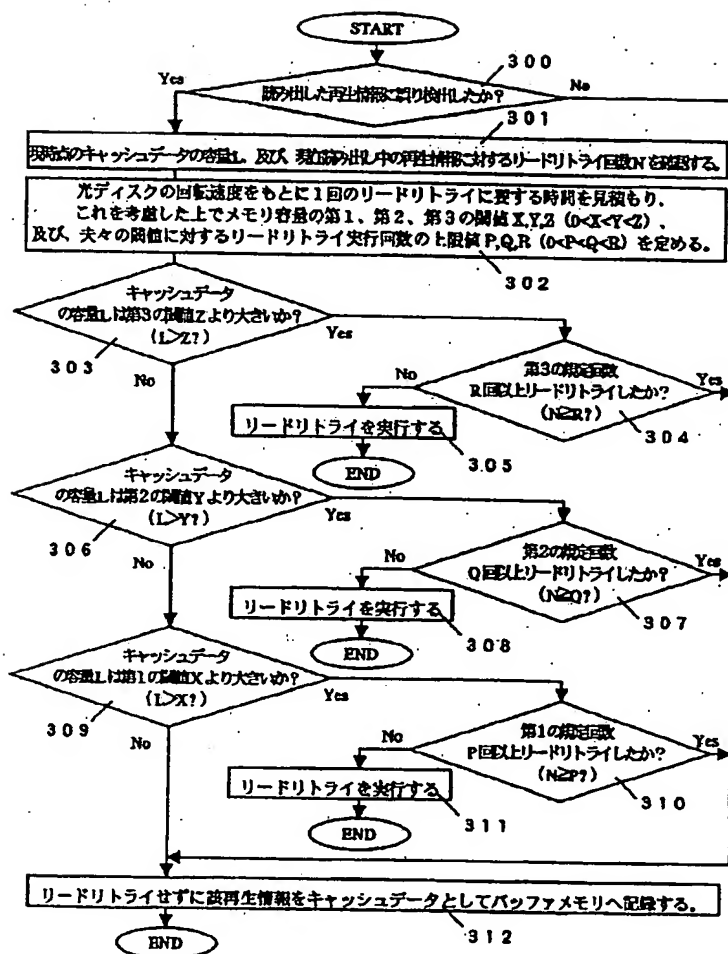 START
300
Yes
読み出した再生情報に誤り検出したか?
No
301
現時点のキャッシュデータの容量L、及び、現在読み出し中の再生情報に対するリードリトライ回数Nを確認する。
光ディスクの回転速度をもとに1回のリードリトライに要する時間を見積もり、
これを考慮した上でメモリ容量の第1、第2、第3の閾値X,Y,Z (0<X<Y<Z)、
及び、夫々の閾値に対するリードリトライ実行回数の上限値P,Q,R (0<P<Q<R) を定める。
302
キャッシュデータ
の容量Lは第3の閾値Zより大きいか?
(L>Z?)
Yes
303
No
第3の規定回数
R回以上リードリトライしたか?
(N≧R?)
No
Yes
304
リードリトライを実行する
305
END
キャッシュデータ
の容量Lは第2の閾値Yより大きいか?
(L>Y?)
Yes
306
No
第2の規定回数
Q回以上リードリトライしたか?
(N≧Q?)
No
Yes
307
リードリトライを実行する
308
END
キャッシュデータ
の容量Lは第1の閾値Xより大きいか?
(L>X?)
Yes
309
No
第1の規定回数
P回以上リードリトライしたか?
(N≧P?)
No
Yes
310
リードリトライを実行する
311
END
リードリトライせずに該再生情報をキャッシュデータとしてバッファメモリへ記録する。
312
END